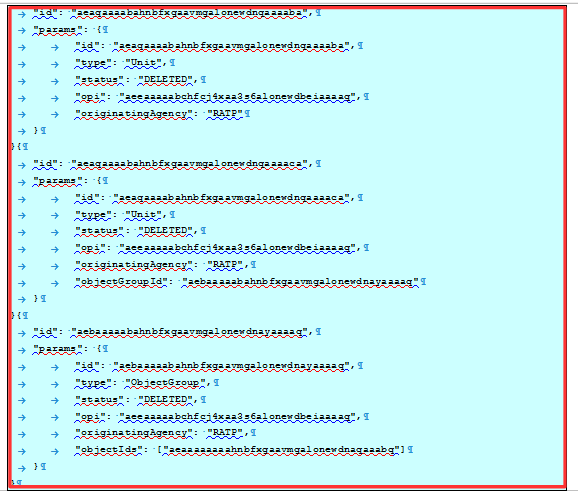 "id": "aeaqaaaabahnbfxgaavmgalonewdngaaaaba",
"params": {
"id": "aeaqaaaabahnbfxgaavmgalonewdngaaaaba",
"type": "Unit",
"status": "DELETED",
"opi": "aeeaaaaabchfcj4xaa3s6alonewdbeiaaaaq",
"originatingAgency": "RATP"
}
}{
"id": "aeaqaaaabahnbfxgaavmgalonewdngaaaaca",
"params": {
"id": "aeaqaaaabahnbfxgaavmgalonewdngaaaaca",
"type": "Unit",
"status": "DELETED",
"opi": "aeeaaaaabchfcj4xaa3s6alonewdbeiaaaaq",
"originatingAgency": "RATP",
"objectGroupId": "aebaaaaabahnbfxgaavmgalonewdnayaaaaq"
}
}{
"id": "aebaaaaabahnbfxgaavmgalonewdnayaaaaq",
"params": {
"id": "aebaaaaabahnbfxgaavmgalonewdnayaaaaq",
"type": "ObjectGroup",
"status": "DELETED",
"opi": "aeeaaaaabchfcj4xaa3s6alonewdbeiaaaaq",
"originatingAgency": "RATP",
"objectIds": ["aeaaaaaaaahnbfxgaavmgalonewdnaqaaabq"]
}
}